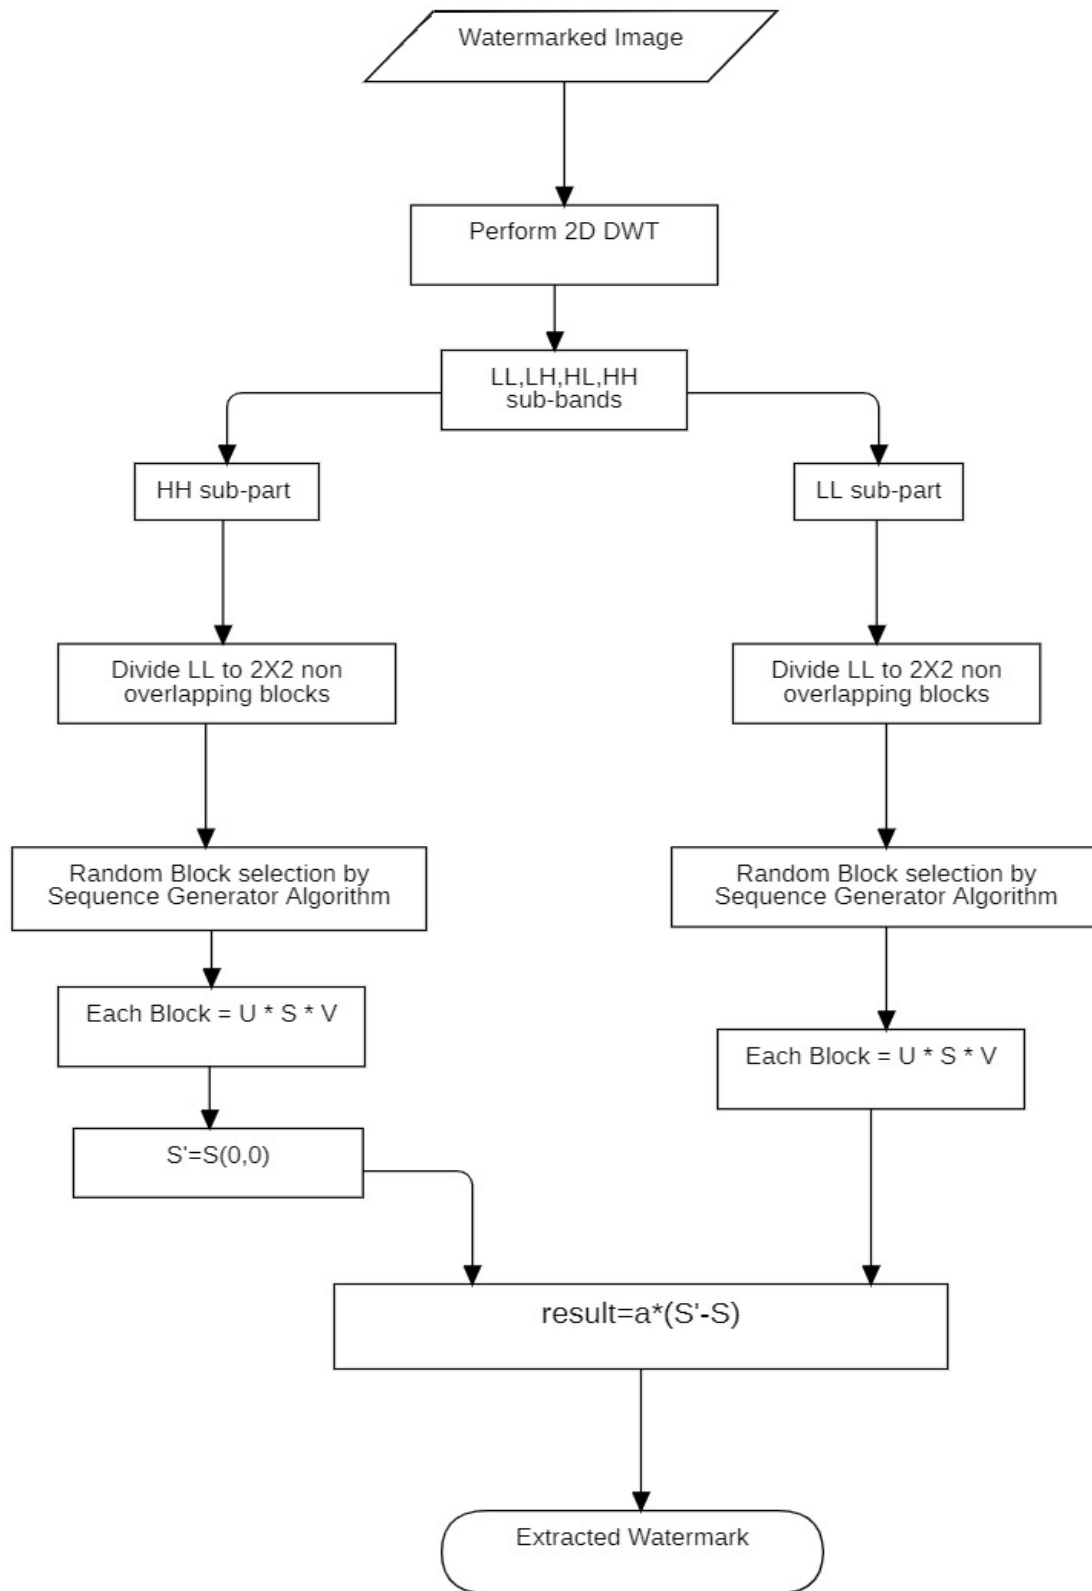 Watermarked Image
Perform 2D DWT
LL,LH,HL,HH
sub-bands
HH sub-part
LL sub-part
Divide LL to 2X2 non
overlapping blocks
Divide LL to 2X2 non
overlapping blocks
Random Block selection by
Sequence Generator Algorithm
Random Block selection by
Sequence Generator Algorithm
Each Block = U * S * V
Each Block = U * S * V
S'=S(0,0)
result=a*(S'-S)
Extracted Watermark